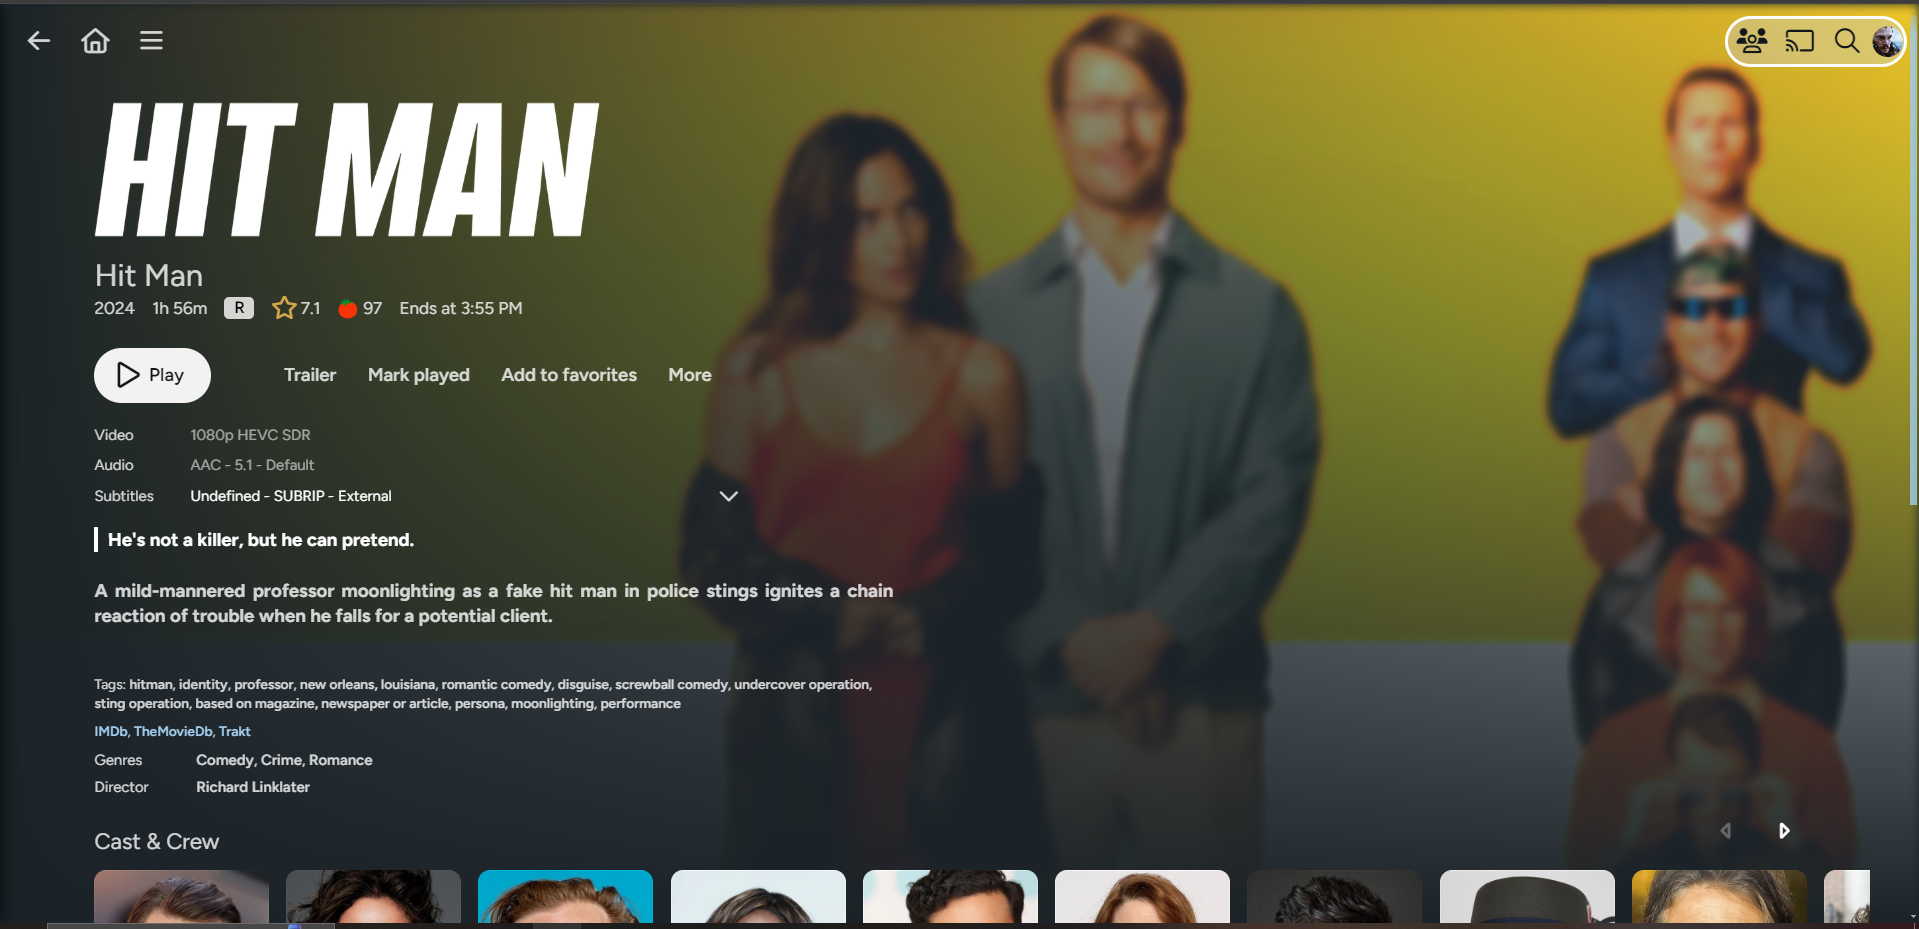 HIT MAN
Hit Man
2024 1h 56m R 7.1 97 Ends at 3:55 PM
Play Trailer Mark played Add to favorites More
Video 1080p HEVC SDR
Audio AAC - 5.1 - Default
Subtitles Undefined - SUBRIP - External
He's not a killer, but he can pretend.
A mild-mannered professor moonlighting as a fake hit man in police stings ignites a chain
reaction of trouble when he falls for a potential client.
Tags: hitman, identity, professor, new orleans, louisiana, romantic comedy, disguise, screwball comedy, undercover operation,
sting operation, based on magazine, newspaper or article, persona, moonlighting, performance
IMDb, TheMovieDb, Trakt
Genres Comedy, Crime, Romance
Director Richard Linklater
Cast & Crew